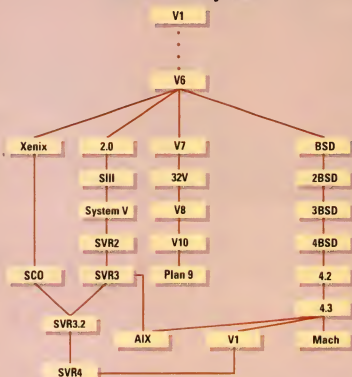 V1
V6
Xenix 2.0 V7 BSD
SIII 32V 2BSD
System V V8 3BSD
SVR2 V10 4BSD
SCO SVR3 Plan 9 4.2
4.3
SVR3.2
AIX V1 Mach
SVR4